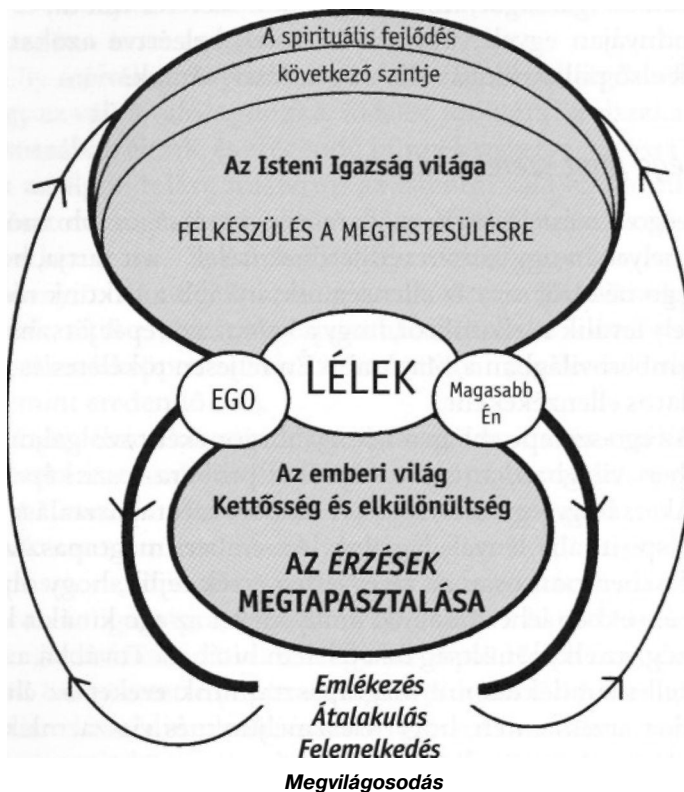 A spirituális fejlődés
következő szintje
Az Isteni Igazság világa
FELKÉSZÜLÉS A MEGTESTESÜLÉSRE
EGO
LÉLEK
Magasabb
Én
Az emberi világ
Kettősség és elkülönültség
AZ ÉRZÉSEK
MEGTAPASZTALÁSA
Emlékezés
Átalakulás
Felemelkedés
Megvilágosodás